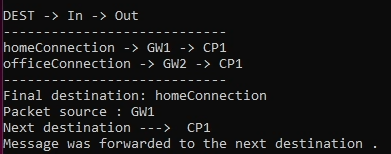 DEST -> In -> Out
----------------------------
homeConnection -> GW1 -> CP1
officeConnection -> GW2 -> CP1
----------------------------
Final destination: homeConnection
Packet source : GW1
Next destination --->  CP1
Message was forwarded to the next destination .